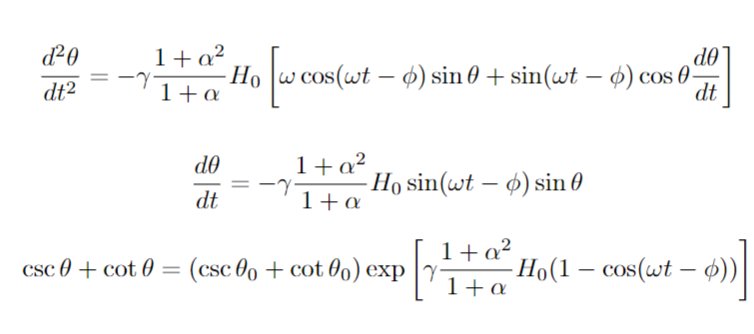 d²θ/dt² = −γ (1 + α²)/(1 + α) H₀ [ω cos(ωt − ϕ) sin θ + sin(ωt − ϕ) cos θ dθ/dt]
dθ/dt = −γ (1 + α²)/(1 + α) H₀ sin(ωt − ϕ) sin θ
csc θ + cot θ = (csc θ₀ + cot θ₀) exp [γ (1 + α²)/(1 + α) H₀(1 − cos(ωt − ϕ))]